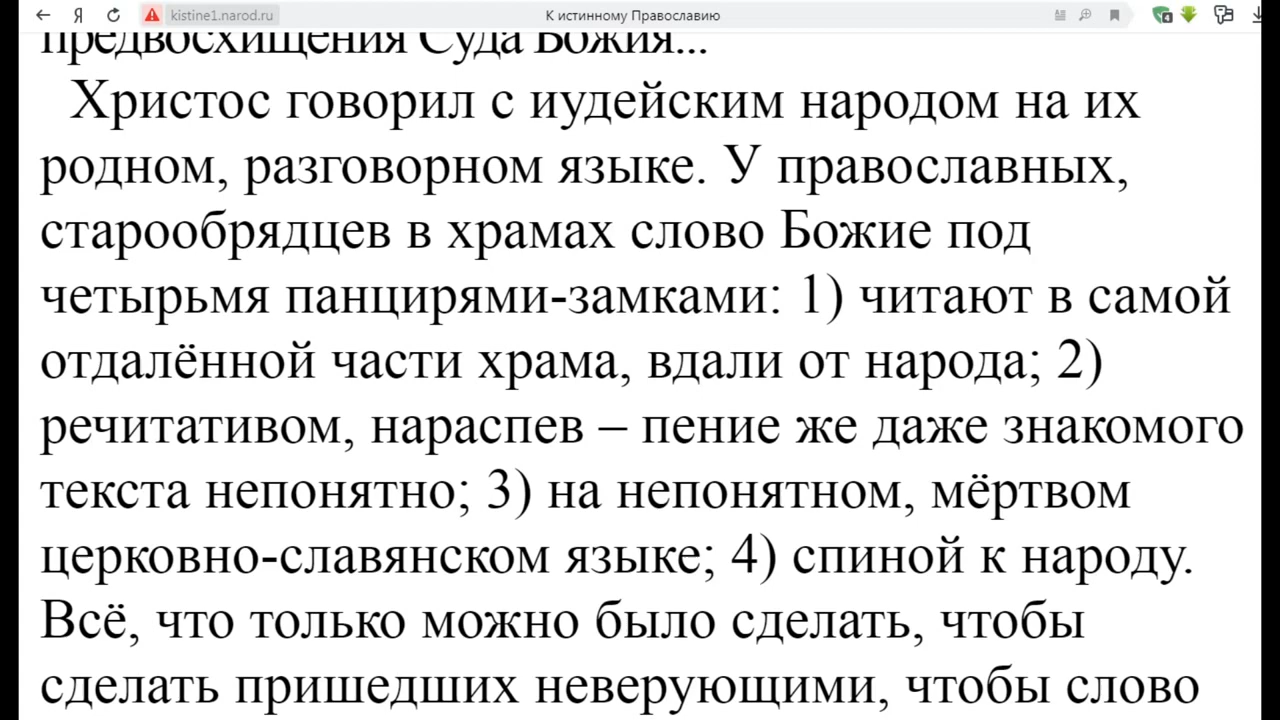 kistine1.narod.ru
К истинному Православию
предвосхищения Суда Божия...
Христос говорил с иудейским народом на их
родном, разговорном языке. У православных,
старообрядцев в храмах слово Божие под
четырьмя панцирями-замками: 1) читают в самой
отдалённой части храма, вдали от народа; 2)
речитативом, нараспев – пение же даже знакомого
текста непонятно; 3) на непонятном, мёртвом
церковно-славянском языке; 4) спиной к народу.
Всё, что только можно было сделать, чтобы
сделать пришедших неверующими, чтобы слово